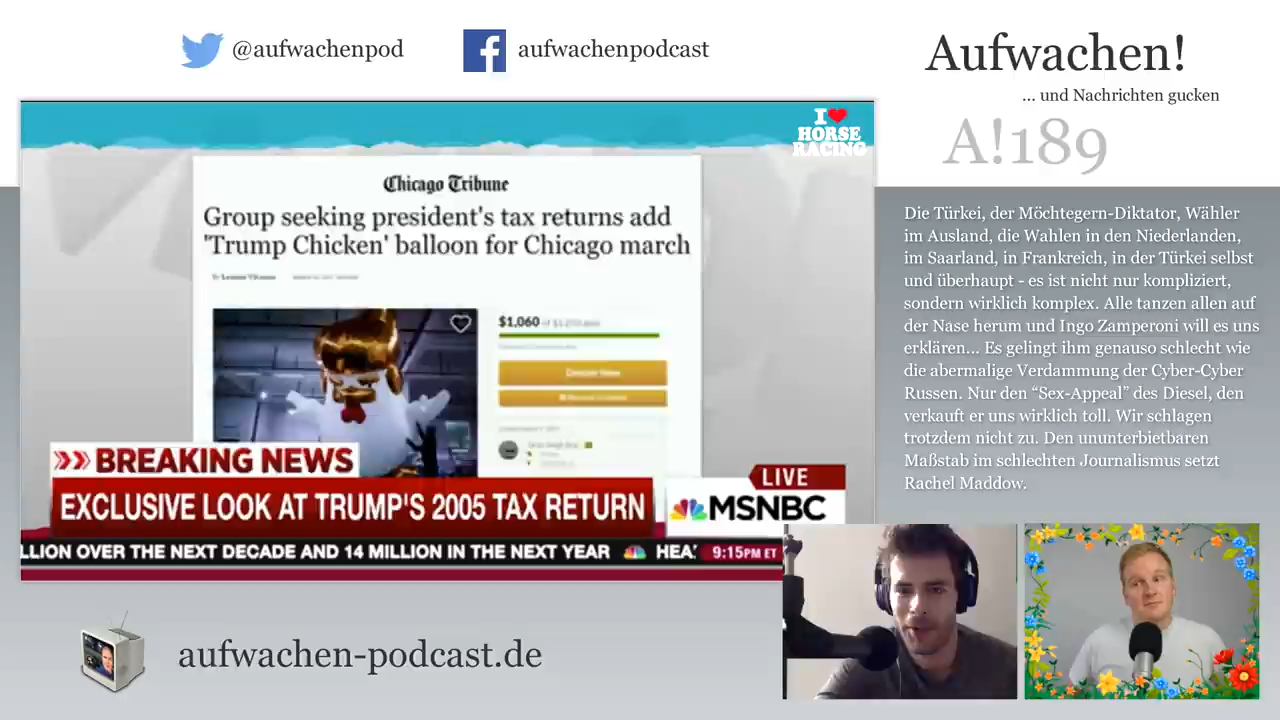 @aufwachenpod
aufwachenpodcast
Aufwachen!
... und Nachrichten gucken
A!189
I
HORSE
RACING
Chicago Tribune
Group seeking president's tax returns add
'Trump Chicken' balloon for Chicago march
$1,060
BREAKING NEWS
EXCLUSIVE LOOK AT TRUMP'S 2005 TAX RETURN
LIVE
MSNBC
LLION OVER THE NEXT DECADE AND 14 MILLION IN THE NEXT YEAR
9:15PM ET
Die Türkei, der Möchtegern-Diktator, Wähler
im Ausland, die Wahlen in den Niederlanden,
im Saarland, in Frankreich, in der Türkei selbst
und überhaupt - es ist nicht nur kompliziert,
sondern wirklich komplex. Alle tanzen allen auf
der Nase herum und Ingo Zamperoni will es uns
erklären... Es gelingt ihm genauso schlecht wie
die abermalige Verdammung der Cyber-Cyber
Russen. Nur den “Sex-Appeal” des Diesel, den
verkauft er uns wirklich toll. Wir schlagen
trotzdem nicht zu. Den ununterbietbaren
Maßstab im schlechten Journalismus setzt
Rachel Maddow.
aufwachen-podcast.de